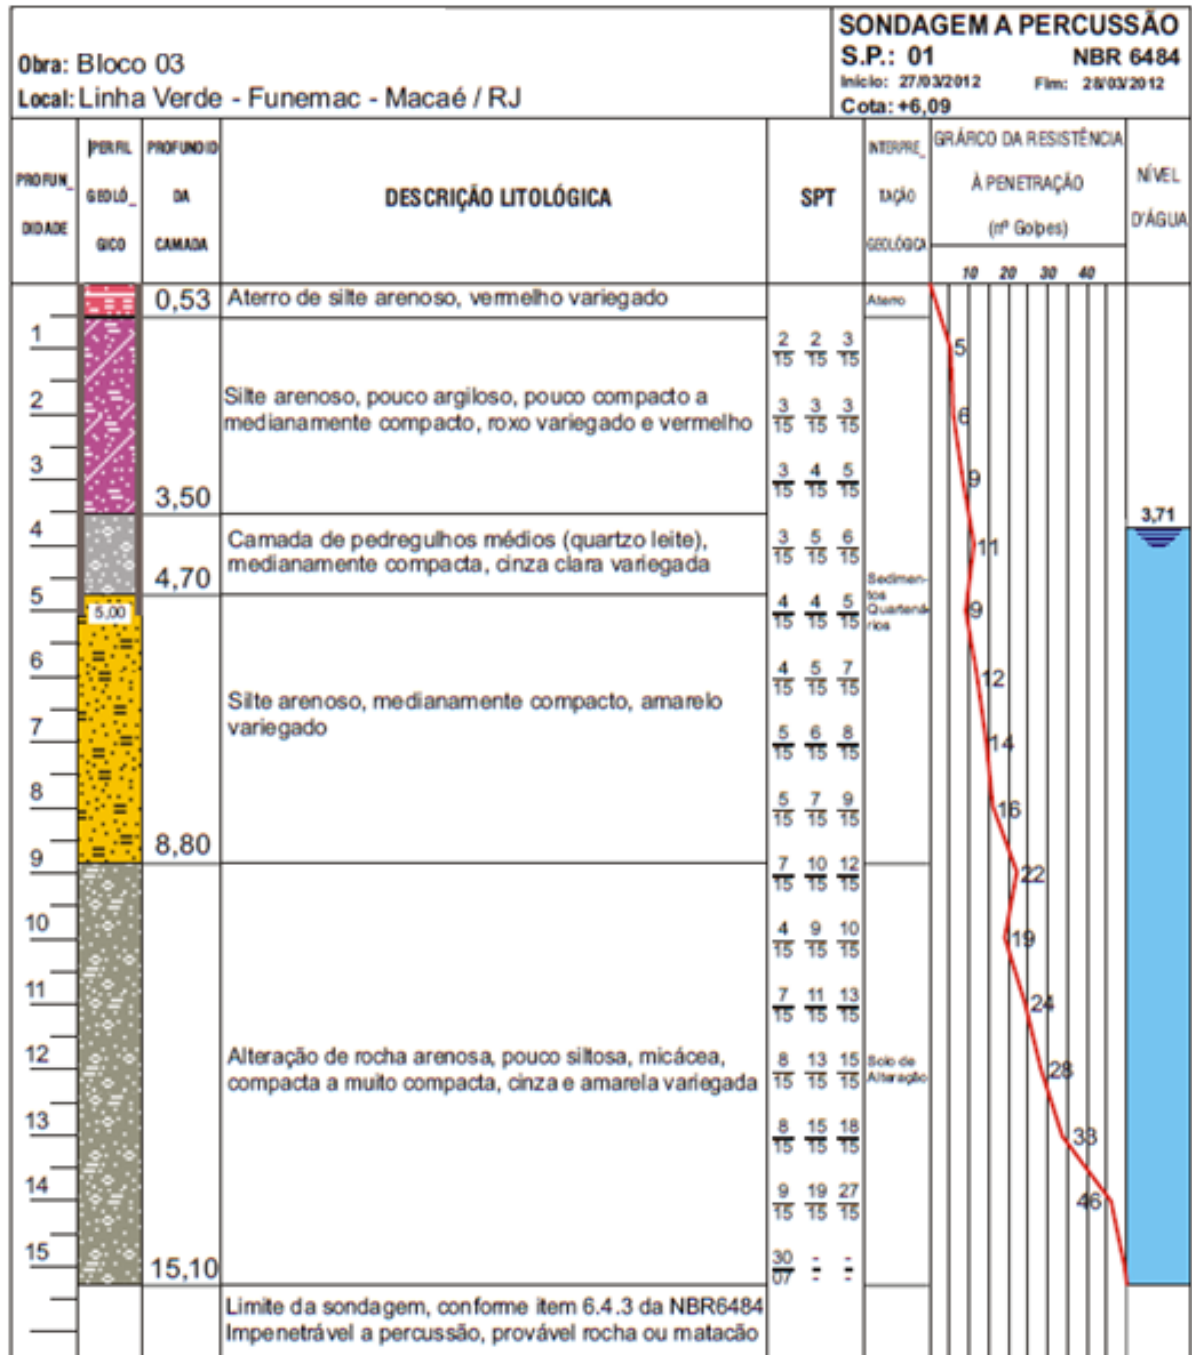 Obra: Bloco 03
Local: Linha Verde - Funemac - Macaé / RJ
SONDAGEM A PERCUSSÃO
S.P.: 01 NBR 6484
Início: 27/03/2012 Fim: 28/03/2012
Cota: +6,09
PROFUN_
DIDADE
PERFIL
GEOLÓ_
GICO
PROFUNDID
DA
CAMADA
DESCRIÇÃO LITOLÓGICA
SPT
INTERPRE_
TAÇÃO
GEOLÓGICA
GRÁFICO DA RESISTÊNCIA
À PENETRAÇÃO
(nº Golpes)
10 20 30 40
NÍVEL
D'ÁGUA
0,53 Aterro de silte arenoso, vermelho variegado
Aterro
1
2/15 2/15 3/15
5
Silte arenoso, pouco argiloso, pouco compacto a
medianamente compacto, roxo variegado e vermelho
2
3/15 3/15 3/15
6
3
3/15 4/15 5/15
9
3,50
3,71
4
Camada de pedregulhos médios (quartzo leite),
medianamente compacta, cinza clara variegada
3/15 5/15 6/15
11
4,70
Sedimen-
tos
Quartená-
rios
5
5,00
4/15 4/15 5/15
9
6
4/15 5/15 7/15
12
Silte arenoso, medianamente compacto, amarelo
variegado
7
5/15 6/15 8/15
14
8
5/15 7/15 9/15
16
8,80
9
7/15 10/15 12/15
22
10
4/15 9/15 10/15
19
11
7/15 11/15 13/15
24
12
Alteração de rocha arenosa, pouco siltosa, micácea,
compacta a muito compacta, cinza e amarela variegada
8/15 13/15 15/15
Solo de
Alteração
28
13
8/15 15/15 18/15
33
14
9/15 19/15 27/15
46
15
15,10
30/07 -/- -/-
Limite da sondagem, conforme item 6.4.3 da NBR6484
Impenetrável a percussão, provável rocha ou matacão